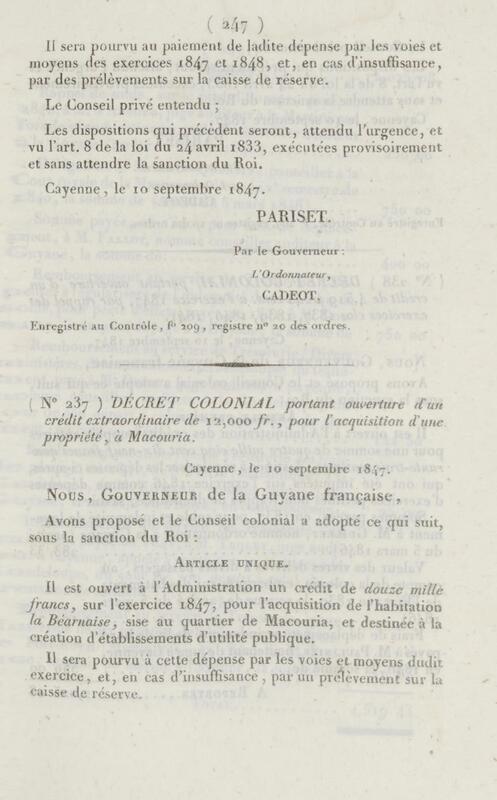 ( 247 )
Il sera pourvu au paiement de ladite dépense par les voies et
moyens des exercices 1847 et 1848, et, en cas d'insuffisance,
par des prélèvements sur la caisse de réserve.
Le Conseil privé entendu ;
Les dispositions qui précèdent seront, attendu l'urgence, et
vu l'art. 8 de la loi du 24 avril 1833, exécutées provisoirement
et sans attendre la sanction du Roi.
Cayenne, le 10 septembre 1847.
PARISET.
Par le Gouverneur :
L'Ordonnateur,
CADEOT.
Enregistré au Contrôle, f° 209, registre n° 20 des ordres.
( N° 237 ) DÉCRET COLONIAL portant ouverture d'un
crédit extraordinaire de 12,000 fr., pour l'acquisition d'une
propriété, à Macouria.
Cayenne, le 10 septembre 1847.
Nous, Gouverneur de la Guyane française,
Avons proposé et le Conseil colonial a adopté ce qui suit,
sous la sanction du Roi :
Article unique.
Il est ouvert à l'Administration un crédit de douze mille
francs, sur l'exercice 1847, pour l'acquisition de l'habitation
la Béarnaise, sise au quartier de Macouria, et destinée à la
création d'établissements d'utilité publique.
Il sera pourvu à cette dépense par les voies et moyens dudit
exercice, et, en cas d'insuffisance, par un prélèvement sur la
caisse de réserve.